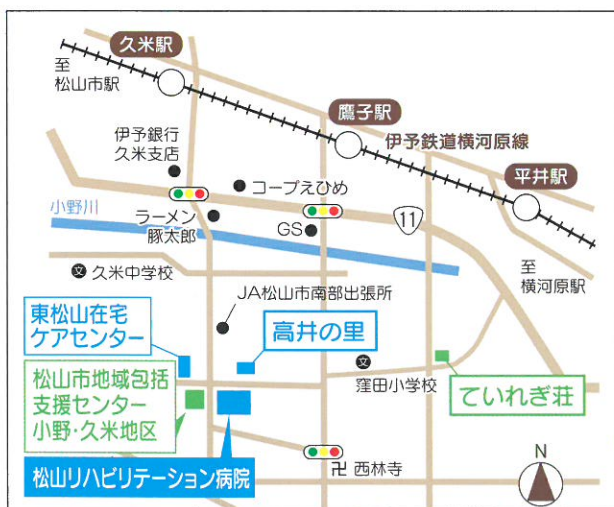 久米駅
至
松山市駅
鷹子駅
伊予鉄道横河原線
平井駅
伊予銀行
久米支店
コープえひめ
小野川
ラーメン
豚太郎
GS
11
至
横河原駅
文 久米中学校
JA松山市南部出張所
東松山在宅
ケアセンター
高井の里
文
窪田小学校
ていれぎ荘
松山市地域包括
支援センター
小野・久米地区
松山リハビリテーション病院
卍 西林寺
N